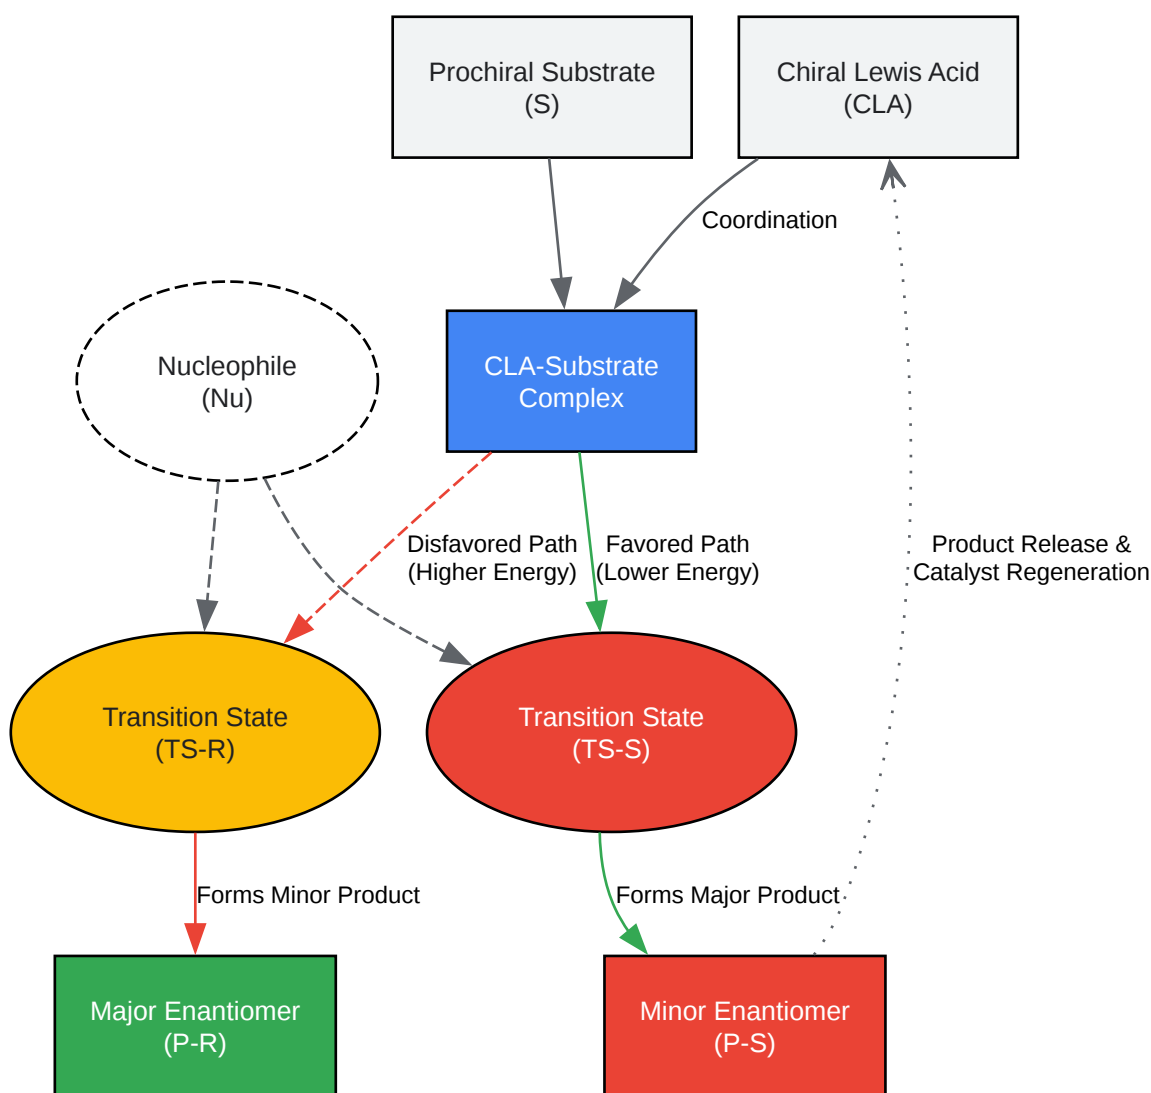 Prochiral Substrate
(S)
Chiral Lewis Acid
(CLA)
Coordination
Nucleophile
(Nu)
CLA-Substrate
Complex
Disfavored Path
(Higher Energy)
Favored Path
(Lower Energy)
Product Release &
Catalyst Regeneration
Transition State
(TS-R)
Transition State
(TS-S)
Forms Minor Product
Forms Major Product
Major Enantiomer
(P-R)
Minor Enantiomer
(P-S)